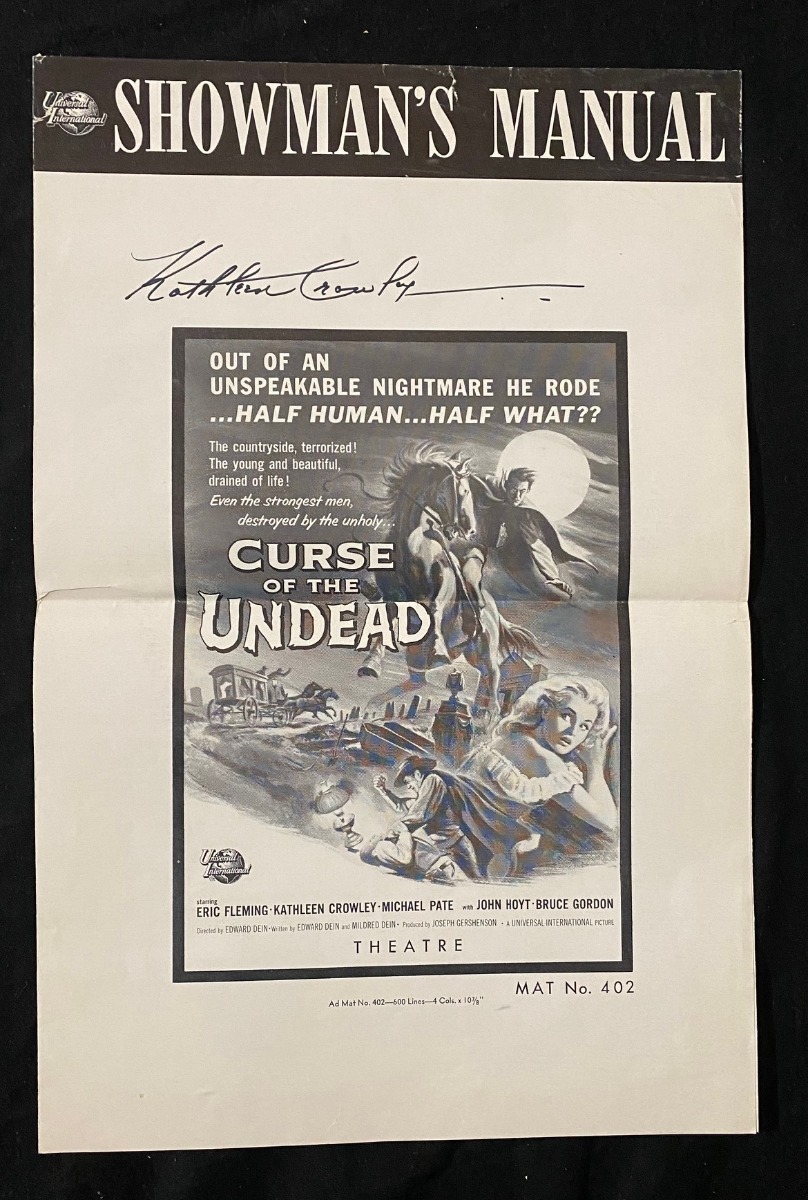 Universal International SHOWMAN'S MANUAL
Kathleen Crowley
OUT OF AN
UNSPEAKABLE NIGHTMARE HE RODE
...HALF HUMAN...HALF WHAT??
The countryside, terrorized!
The young and beautiful,
drained of life!
Even the strongest men,
destroyed by the unholy...
CURSE
OF THE
UNDEAD
Universal
International
starring
ERIC FLEMING · KATHLEEN CROWLEY · MICHAEL PATE with JOHN HOYT · BRUCE GORDON
Directed by EDWARD DEIN · Written by EDWARD DEIN and MILDRED DEIN · Produced by JOSEPH GERSHENSON · A UNIVERSAL INTERNATIONAL PICTURE
THEATRE
MAT No. 402
Ad Mat No. 402—600 Lines—4 Cols. x 10⅞"